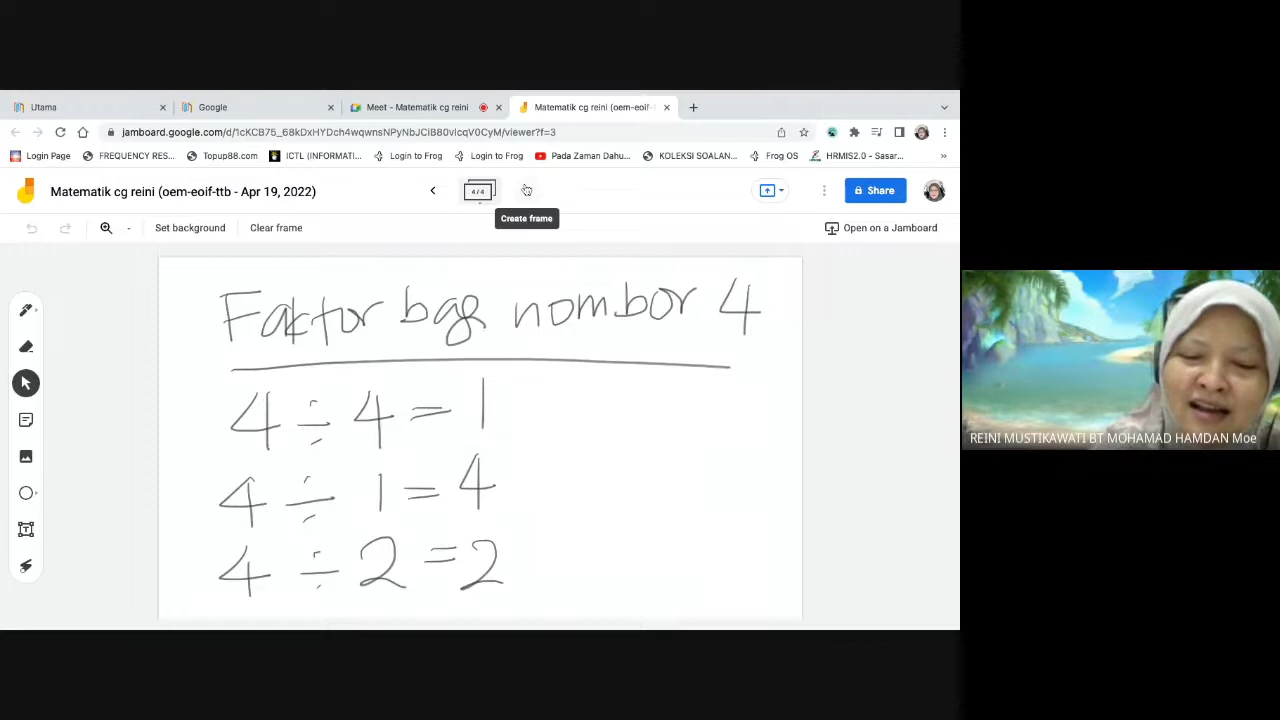 Utama
Google
Meet - Matematik cg reini
Matematik cg reini (oem-eoif-
jamboard.google.com/d/1cKCB75_68kDxHYDch4wqwnsNPyNbJCiB80vIcqV0CyM/viewer?f=3
Login Page
FREQUENCY RES...
Topup88.com
ICTL (INFORMATI...
Login to Frog
Login to Frog
Pada Zaman Dahu...
KOLEKSI SOALAN...
Frog OS
HRMIS2.0 - Sasar...
»
Matematik cg reini (oem-eoif-ttb - Apr 19, 2022)
4/4
Share
Create frame
Set background
Clear frame
Open on a Jamboard
Faktor bagi nombor 4
4 ÷ 4 = 1
4 ÷ 1 = 4
4 ÷ 2 = 2
REINI MUSTIKAWATI BT MOHAMAD HAMDAN Moe